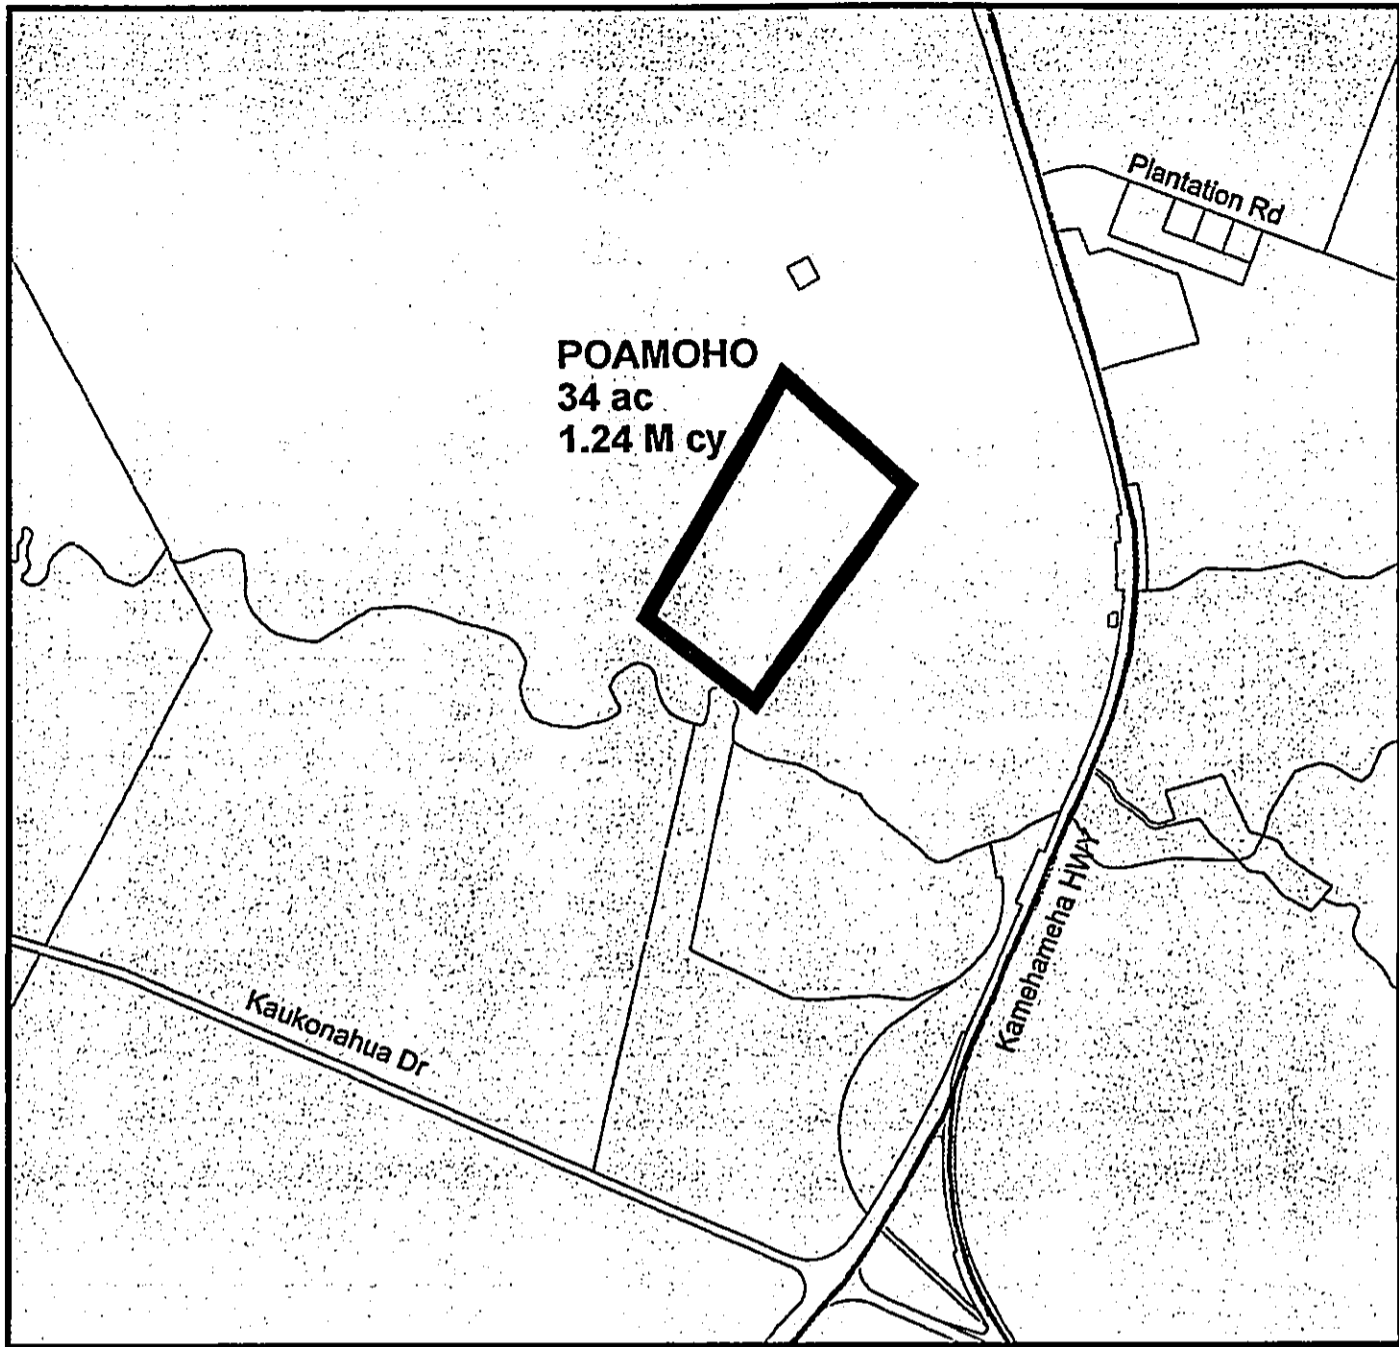 Plantation Rd
POAMOHO
34 ac
1.24 M cy
Kamehameha HWY
Kaukonahua Dr